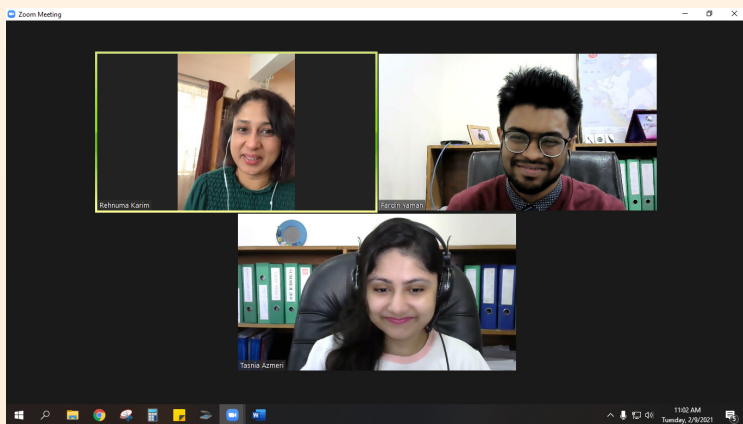 Zoom Meeting
Rehnuma Karim
Fardin Yaman
Tasnia Azmeri
11:02 AM
Tuesday, 2/9/2021